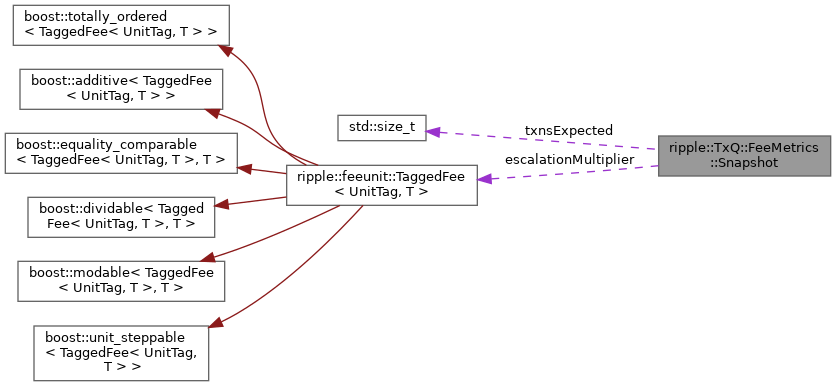 boost::totally_ordered
< TaggedFee< UnitTag, T > >
boost::additive< TaggedFee
< UnitTag, T > >
boost::equality_comparable
< TaggedFee< UnitTag, T >, T >
boost::dividable< Tagged
Fee< UnitTag, T >, T >
boost::modable< TaggedFee
< UnitTag, T >, T >
boost::unit_steppable
< TaggedFee< UnitTag,
T > >
std::size_t
ripple::feeunit::TaggedFee
< UnitTag, T >
txnsExpected
escalationMultiplier
ripple::TxQ::FeeMetrics
::Snapshot